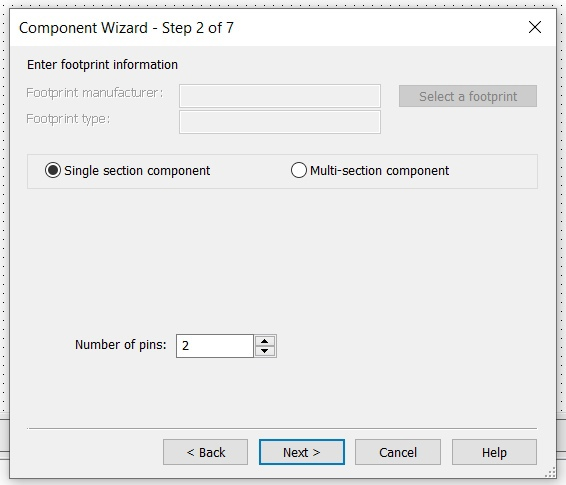 Component Wizard - Step 2 of 7
Enter footprint information
Footprint manufacturer:
Select a footprint
Footprint type:
Single section component
Multi-section component
Number of pins: 2
< Back
Next >
Cancel
Help